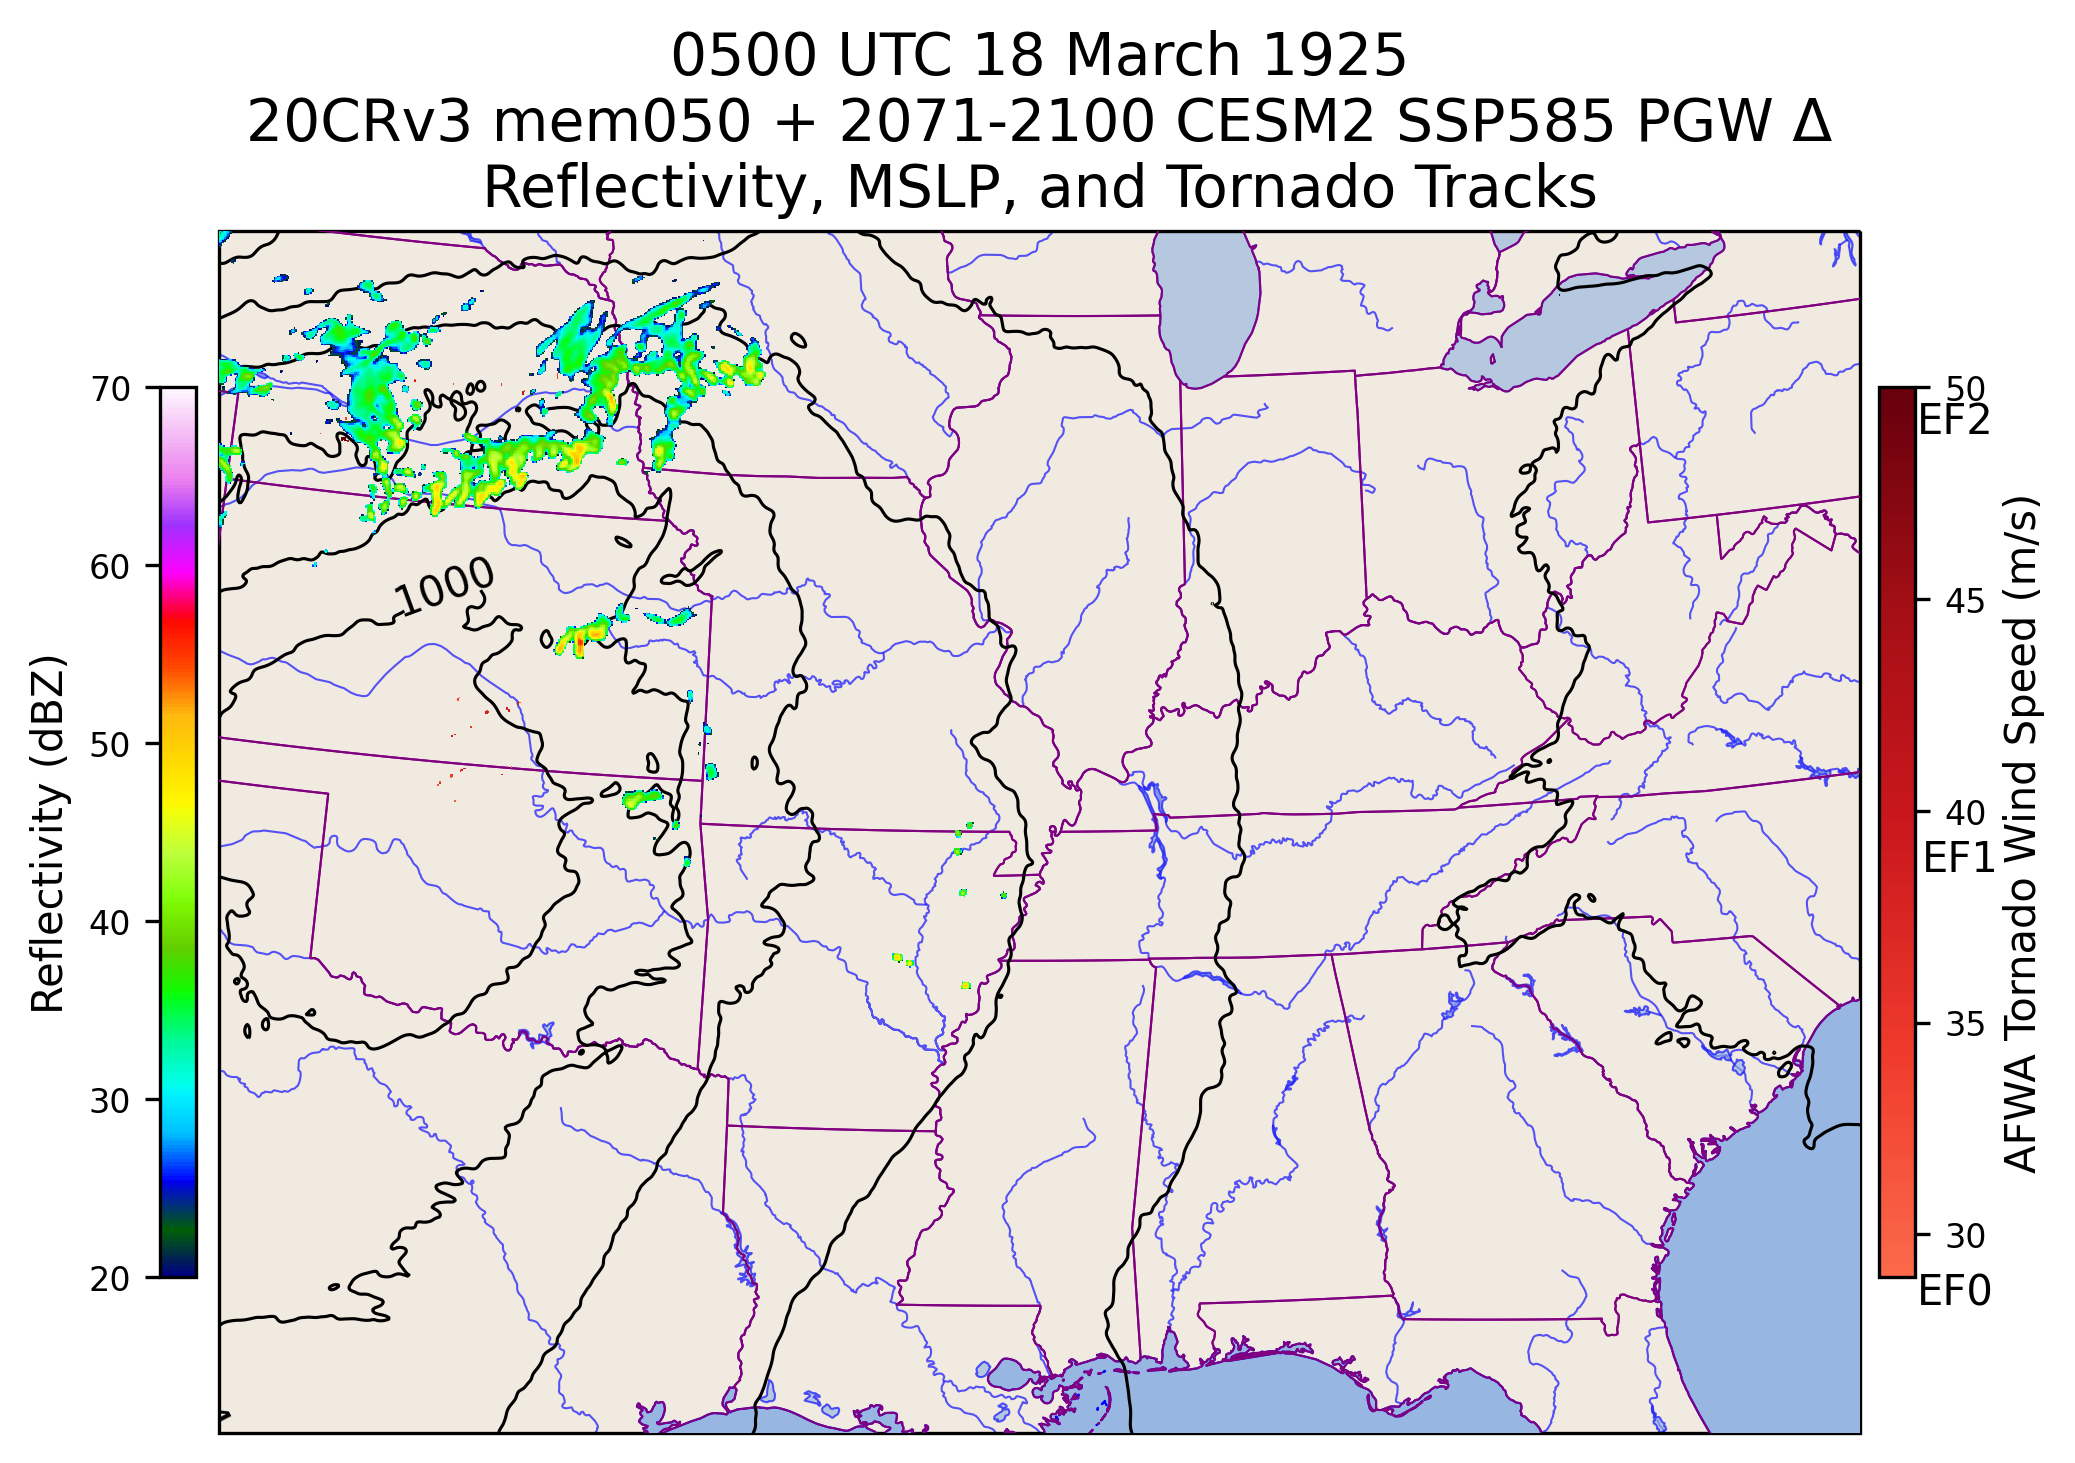 0500 UTC 18 March 1925
20CRv3 mem050 + 2071-2100 CESM2 SSP585 PGW Δ
Reflectivity, MSLP, and Tornado Tracks
70
60
50
40
30
20
Reflectivity (dBZ)
1000
50
EF2
45
40
EF1
35
30
EF0
AFWA Tornado Wind Speed (m/s)